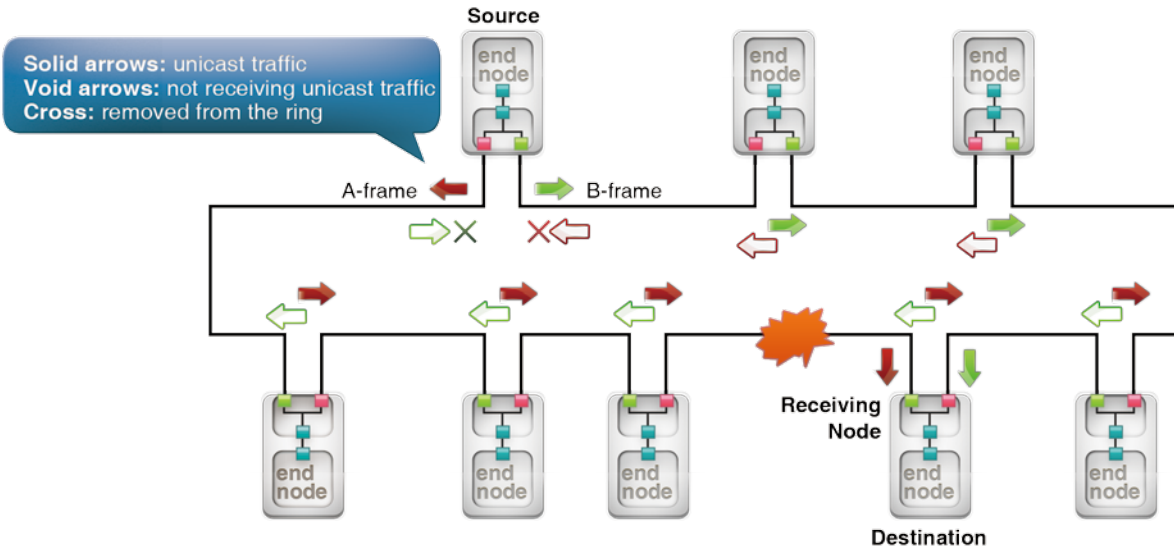 Source
Solid arrows: unicast traffic
Void arrows: not receiving unicast traffic
Cross: removed from the ring
end
node
end
node
end
node
A-frame
B-frame
Receiving
Node
end
node
end
node
end
node
end
node
end
node
Destination